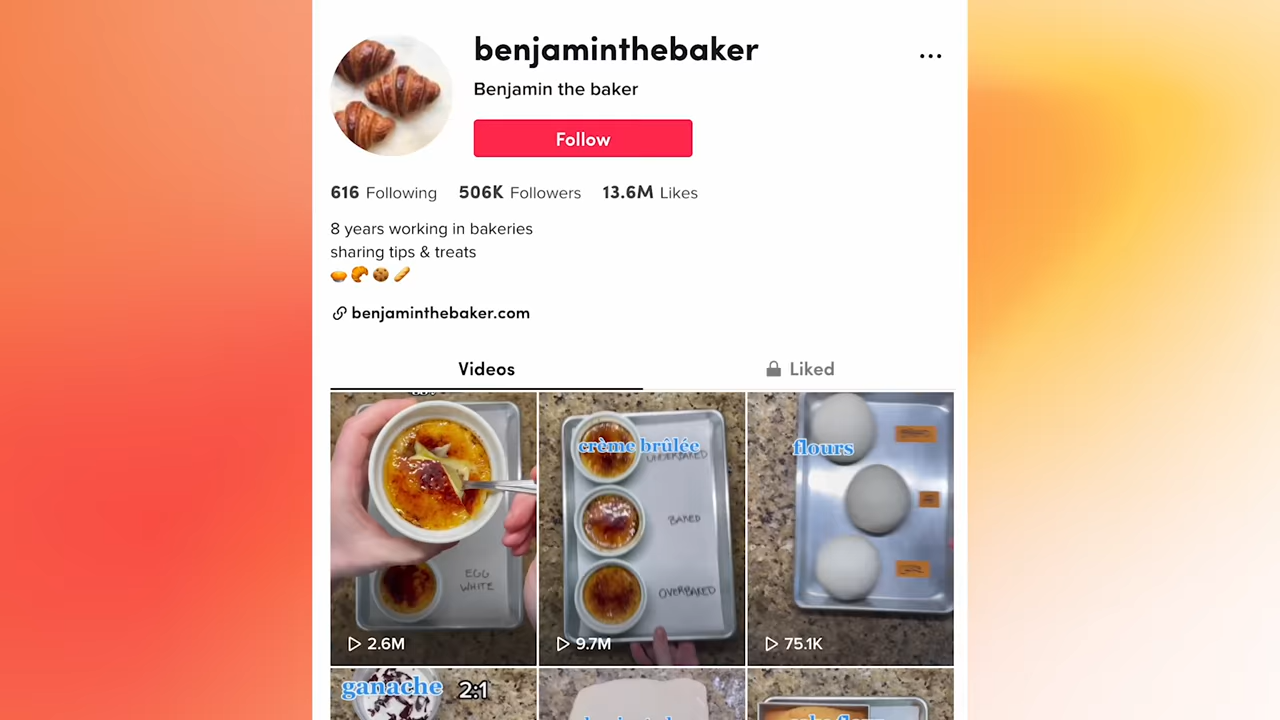 benjaminthebaker
...
Benjamin the baker
Follow
616 Following 506K Followers 13.6M Likes
8 years working in bakeries
sharing tips & treats
benjaminthebaker.com
Videos
Liked
EGG
WHITE
2.6M
crème brûlée
UNDERBAKED
BAKED
OVERBAKED
9.7M
flours
75.1K
ganache 2:1
cake flour